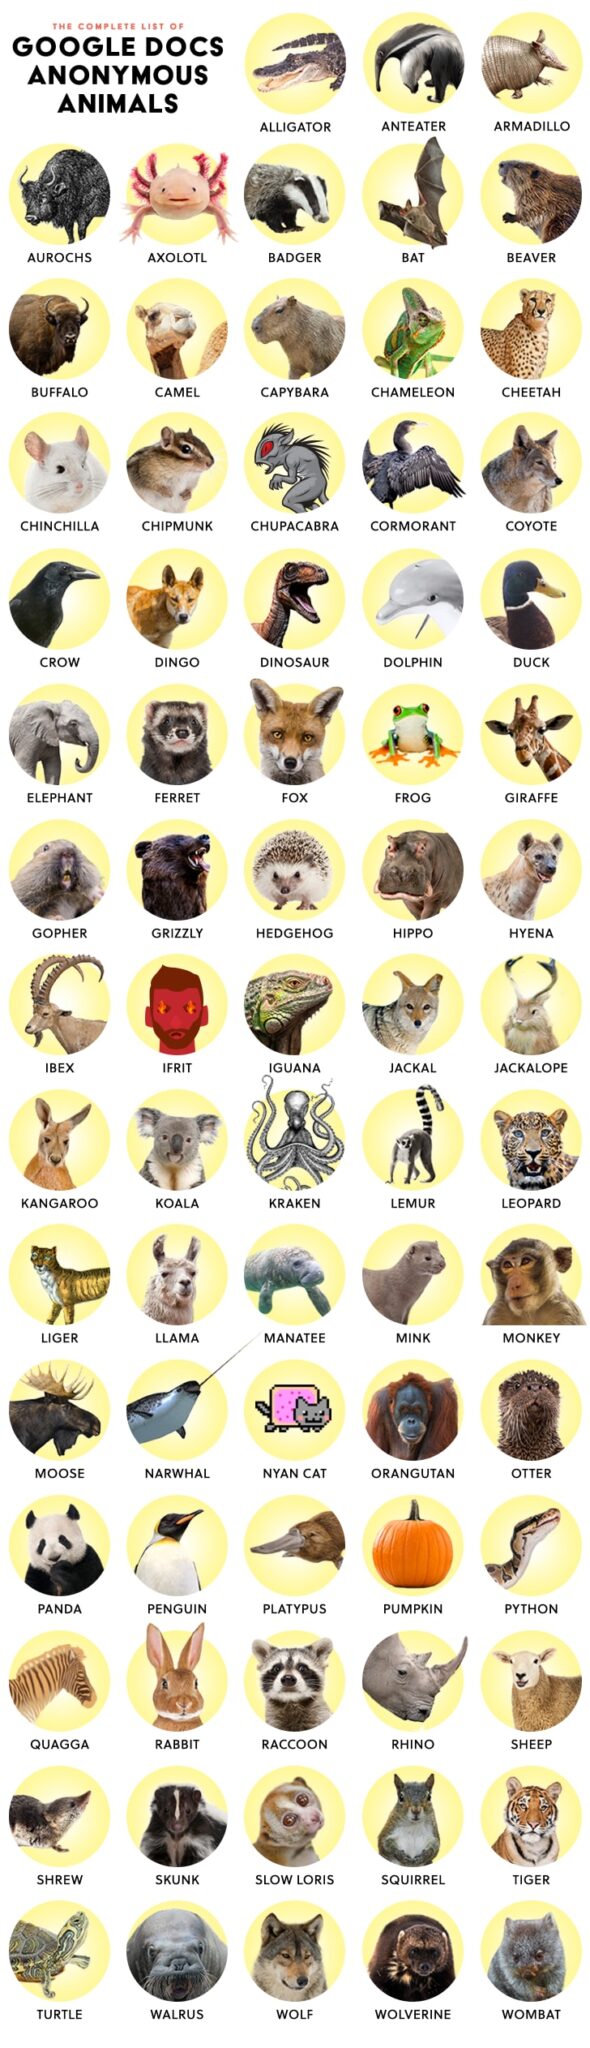 THE COMPLETE LIST OF
GOOGLE DOCS
ANONYMOUS
ANIMALS
ALLIGATOR ANTEATER ARMADILLO
AUROCHS AXOLOTL BADGER BAT BEAVER
BUFFALO CAMEL CAPYBARA CHAMELEON CHEETAH
CHINCHILLA CHIPMUNK CHUPACABRA CORMORANT COYOTE
CROW DINGO DINOSAUR DOLPHIN DUCK
ELEPHANT FERRET FOX FROG GIRAFFE
GOPHER GRIZZLY HEDGEHOG HIPPO HYENA
IBEX IFRIT IGUANA JACKAL JACKALOPE
KANGAROO KOALA KRAKEN LEMUR LEOPARD
LIGER LLAMA MANATEE MINK MONKEY
MOOSE NARWHAL NYAN CAT ORANGUTAN OTTER
PANDA PENGUIN PLATYPUS PUMPKIN PYTHON
QUAGGA RABBIT RACCOON RHINO SHEEP
SHREW SKUNK SLOW LORIS SQUIRREL TIGER
TURTLE WALRUS WOLF WOLVERINE WOMBAT